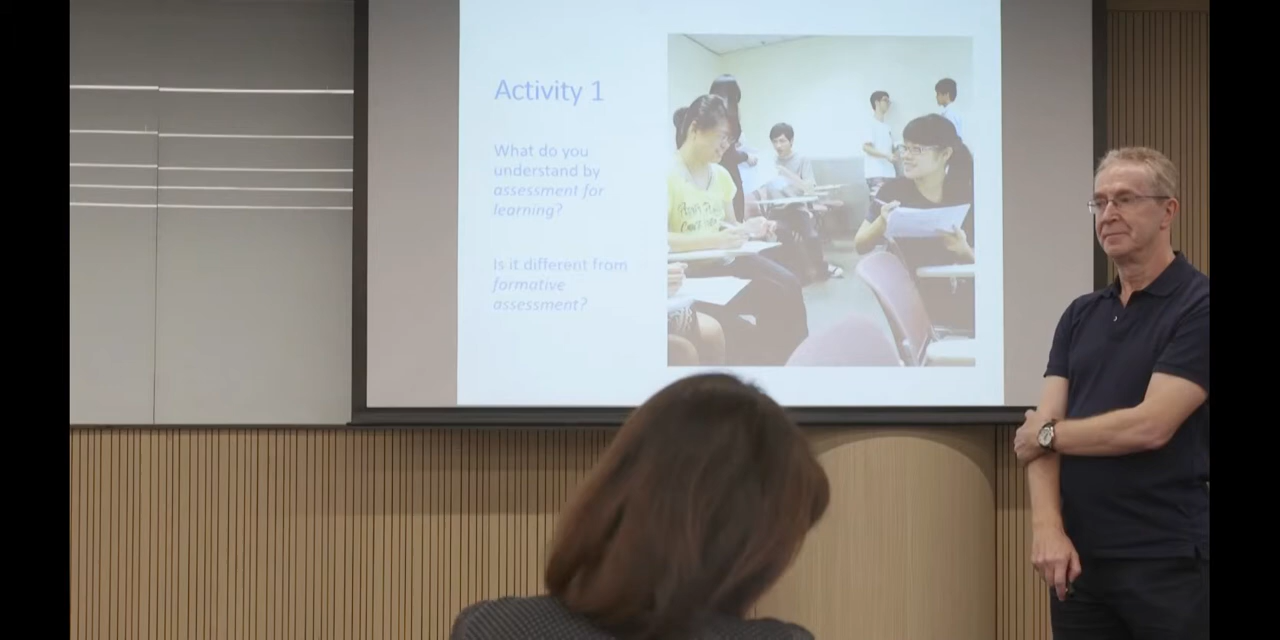 Activity 1
What do you
understand by
assessment for
learning?
Is it different from
formative
assessment?